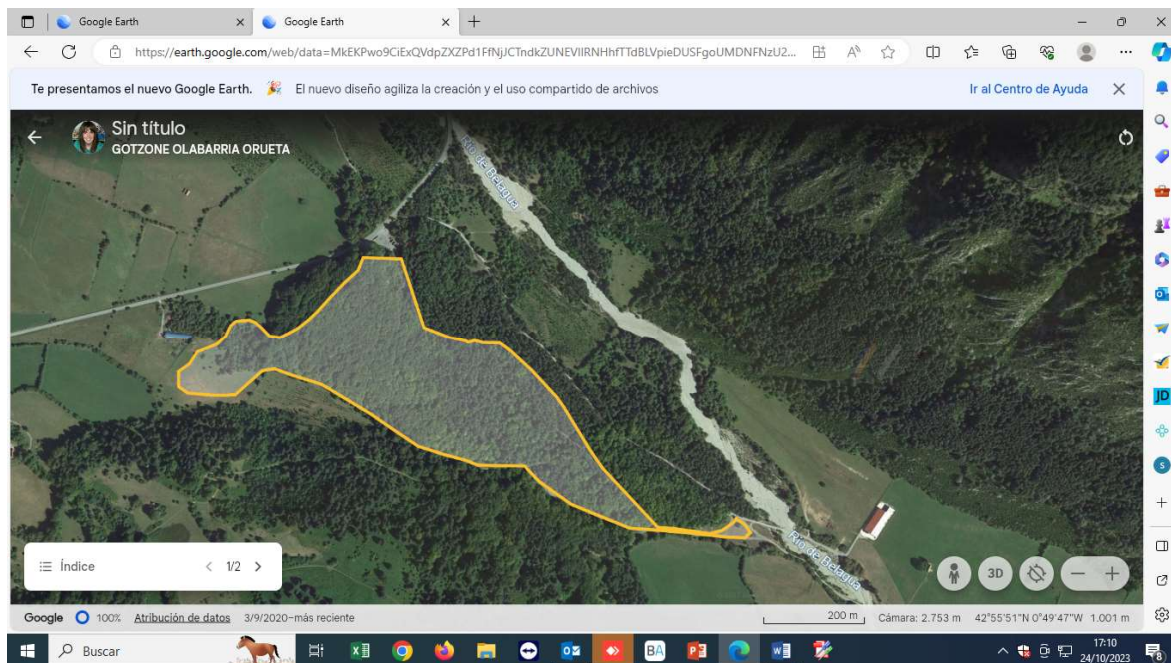 Google Earth
Google Earth
https://earth.google.com/web/data=MkEKPwo9CiExQVdpZXZPd1FfNjJCTndkZUNEVlIRNHhfTTdBLVpieDUSFgoUMDNFNzU2...
Te presentamos el nuevo Google Earth.
El nuevo diseño agiliza la creación y el uso compartido de archivos
Ir al Centro de Ayuda
Sin título
GOTZONE OLABARRIA ORUETA
Río de Belagua
Río de Belagua
Índice
1/2
3D
Google
100%
Atribución de datos
3/9/2020–más reciente
200 m
Cámara: 2.753 m
42°55'51"N 0°49'47"W
1.001 m
JD
S
Buscar
BA
17:10
24/10/2023
8